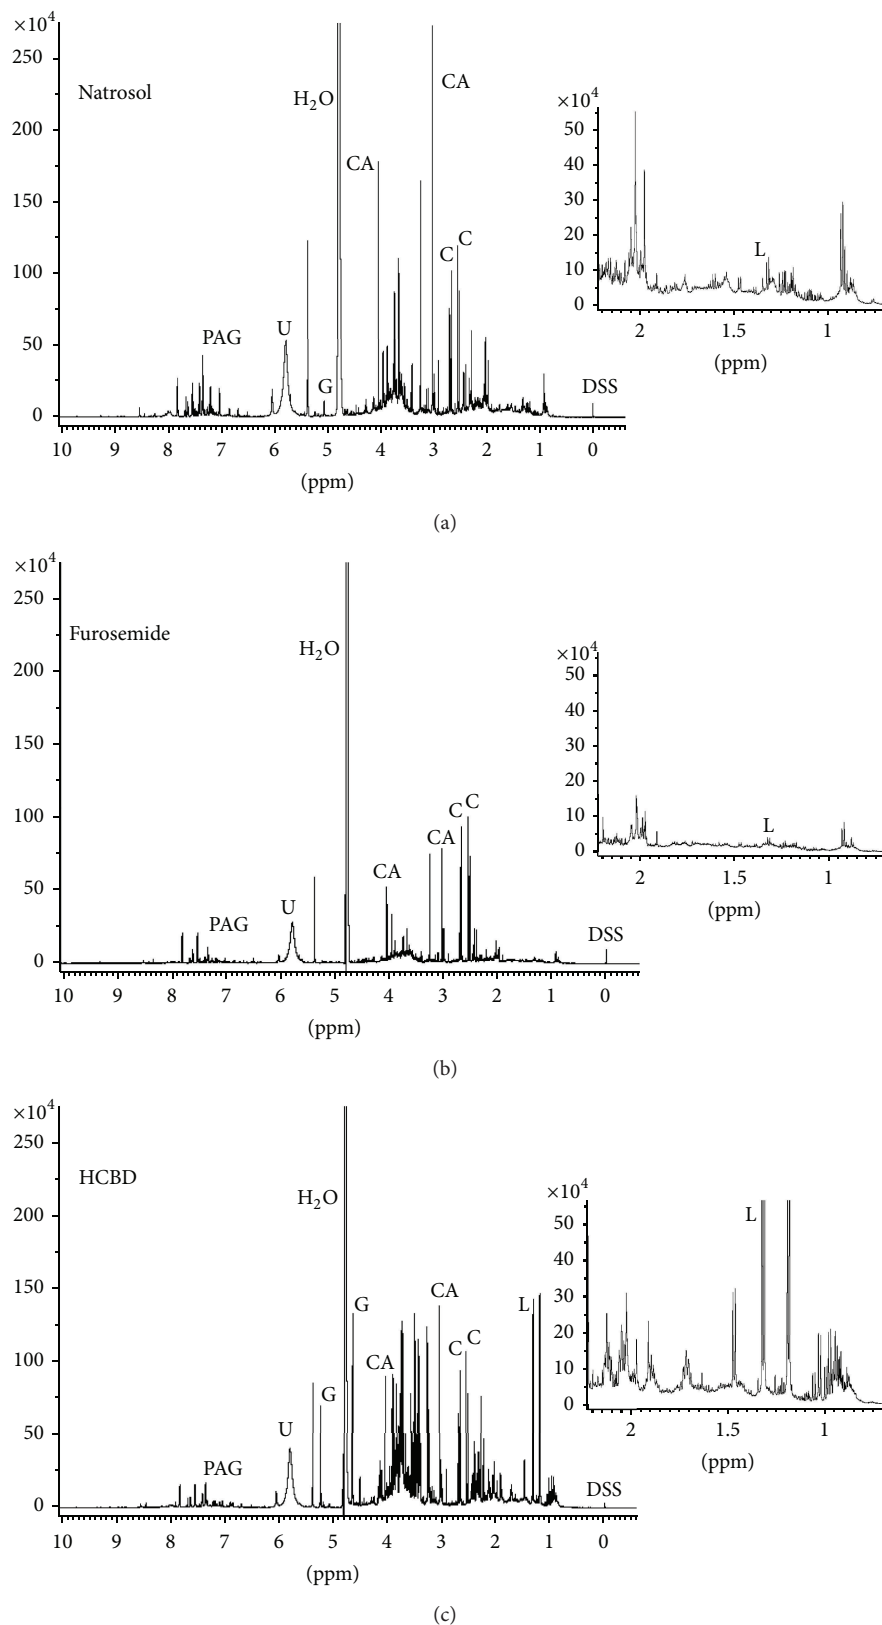 ×10⁴
250
200
150
100
50
0
Natrosol
H₂O
CA
CA
C
C
PAG
U
G
DSS
10 9 8 7 6 5 4 3 2 1 0
(ppm)
×10⁴
50
40
30
20
10
0
L
2 1.5 1
(ppm)
(a)
×10⁴
250
200
150
100
50
0
Furosemide
H₂O
C
C
CA
CA
PAG
U
DSS
10 9 8 7 6 5 4 3 2 1 0
(ppm)
×10⁴
50
40
30
20
10
0
L
2 1.5 1
(ppm)
(b)
×10⁴
250
200
150
100
50
0
HCBD
H₂O
G
CA
L
CA
C
C
G
U
PAG
DSS
10 9 8 7 6 5 4 3 2 1 0
(ppm)
×10⁴
50
40
30
20
10
0
L
2 1.5 1
(ppm)
(c)